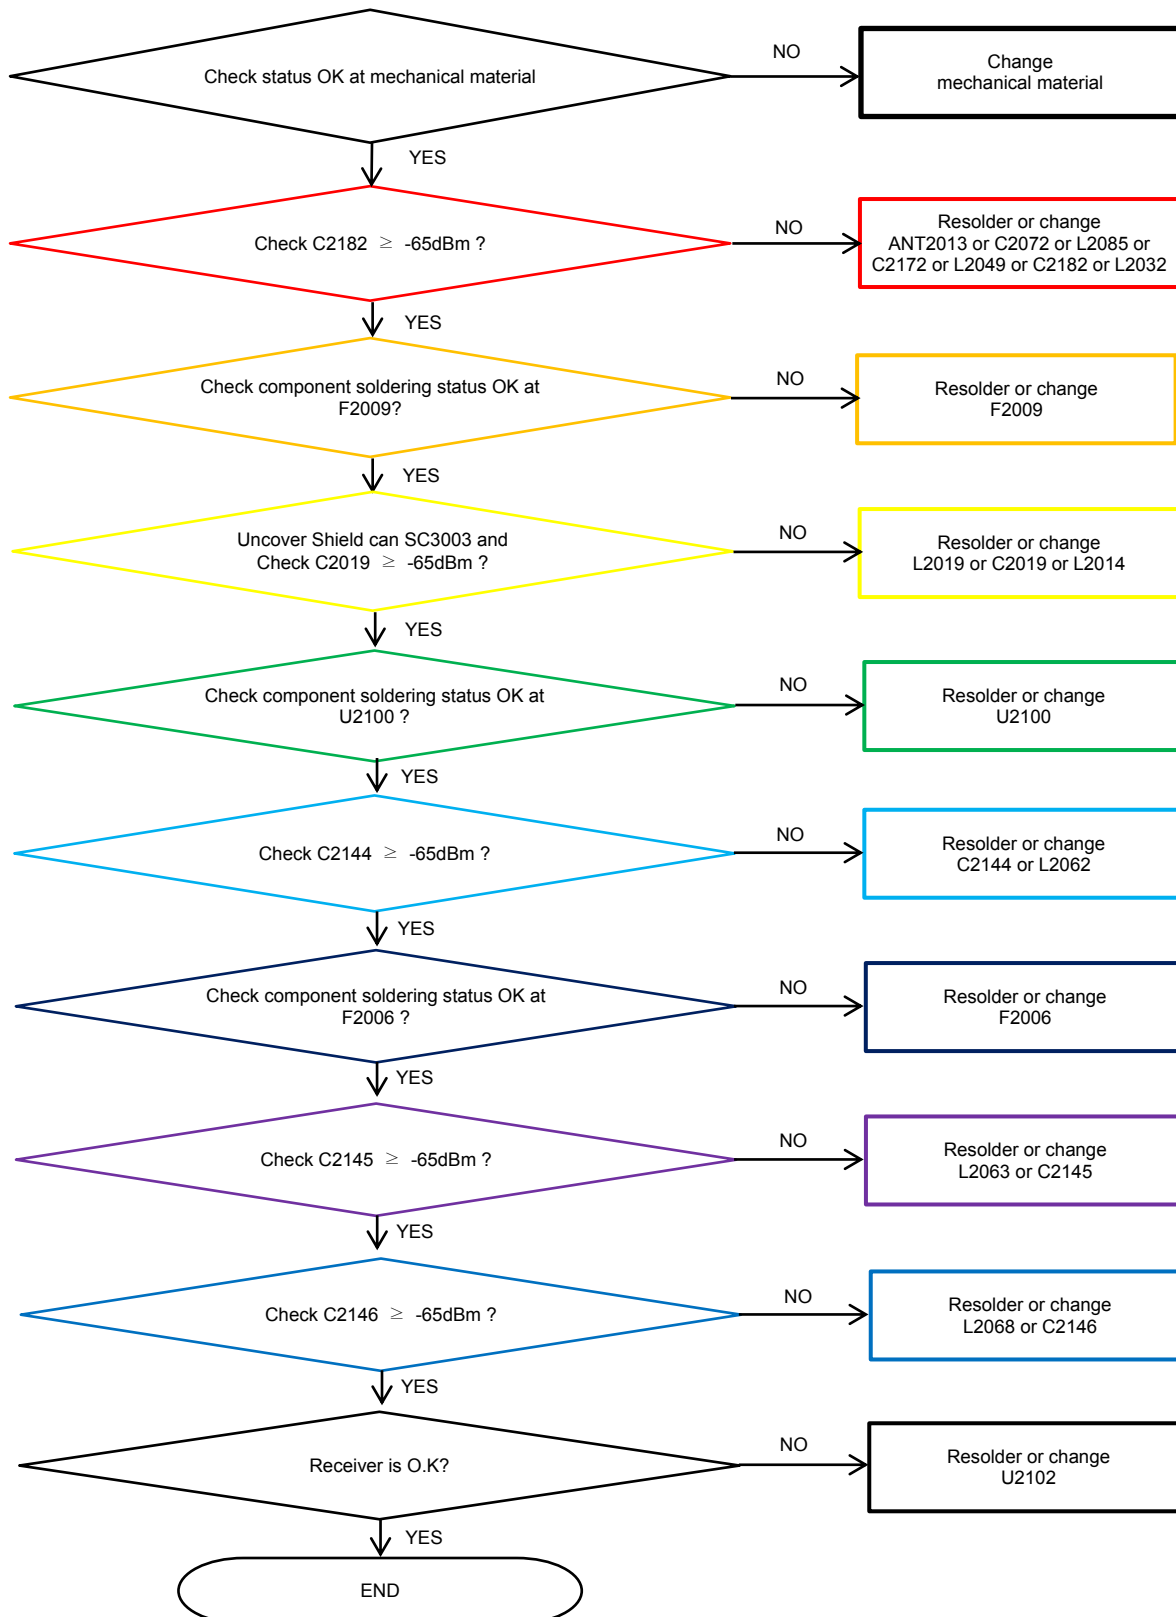 Check status OK at mechanical material
NO
Change
mechanical material
YES
Check C2182 ≥ -65dBm ?
NO
Resolder or change
ANT2013 or C2072 or L2085 or
C2172 or L2049 or C2182 or L2032
YES
Check component soldering status OK at
F2009?
NO
Resolder or change
F2009
YES
Uncover Shield can SC3003 and
Check C2019 ≥ -65dBm ?
NO
Resolder or change
L2019 or C2019 or L2014
YES
Check component soldering status OK at
U2100 ?
NO
Resolder or change
U2100
YES
Check C2144 ≥ -65dBm ?
NO
Resolder or change
C2144 or L2062
YES
Check component soldering status OK at
F2006 ?
NO
Resolder or change
F2006
YES
Check C2145 ≥ -65dBm ?
NO
Resolder or change
L2063 or C2145
YES
Check C2146 ≥ -65dBm ?
NO
Resolder or change
L2068 or C2146
YES
Receiver is O.K?
NO
Resolder or change
U2102
YES
END